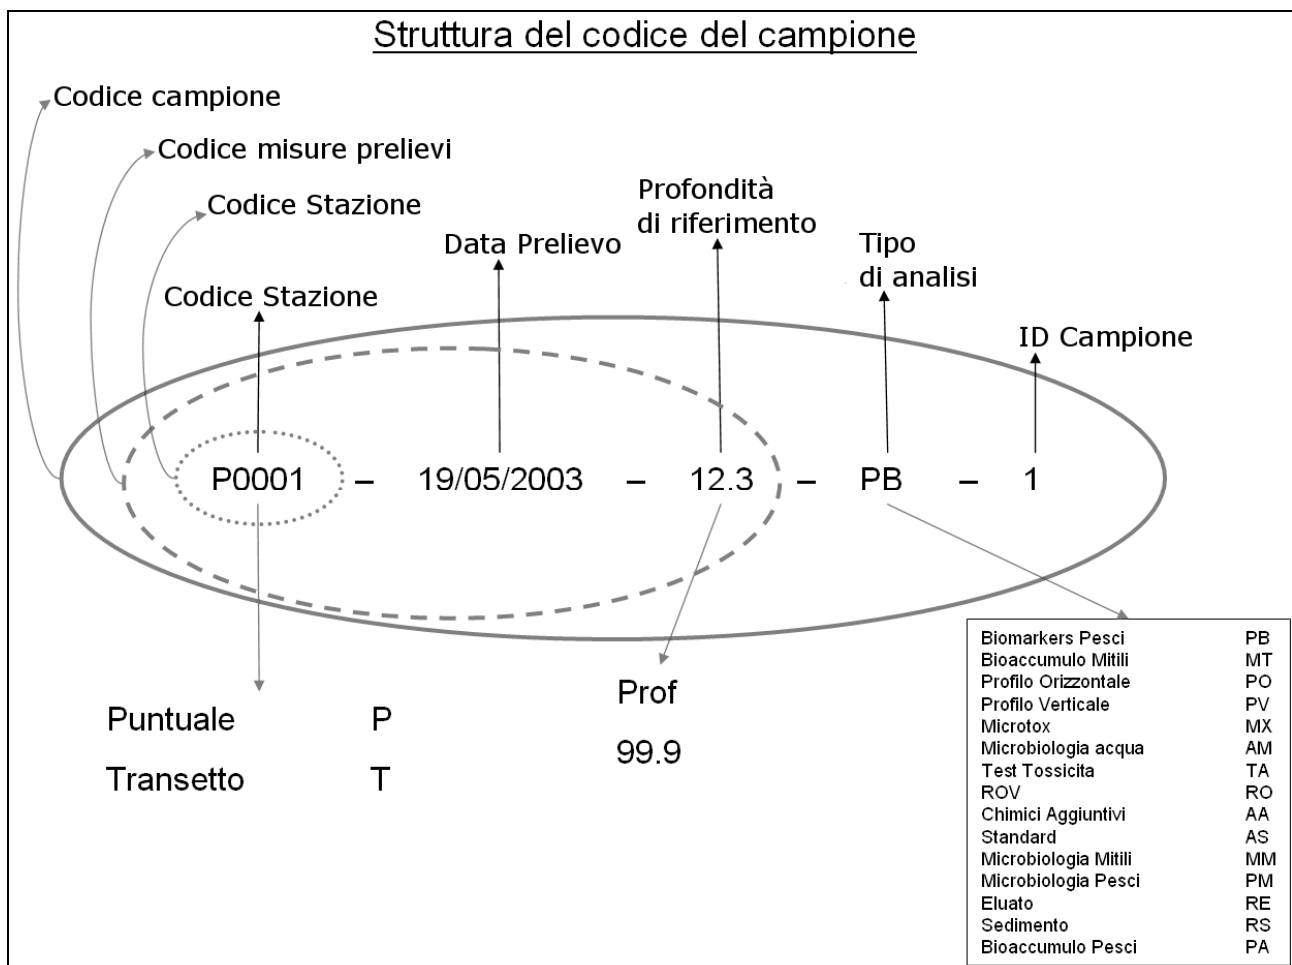 Struttura del codice del campione
Codice campione
Codice misure prelievi
Codice Stazione
Profondità
di riferimento
Data Prelievo
Tipo
di analisi
Codice Stazione
ID Campione
P0001 – 19/05/2003 – 12.3 – PB – 1
Puntuale P
Transetto T
Prof
99.9
Biomarkers Pesci PB
Bioaccumulo Mitili MT
Profilo Orizzontale PO
Profilo Verticale PV
Microtox MX
Microbiologia acqua AM
Test Tossicita TA
ROV RO
Chimici Aggiuntivi AA
Standard AS
Microbiologia Mitili MM
Microbiologia Pesci PM
Eluato RE
Sedimento RS
Bioaccumulo Pesci PA